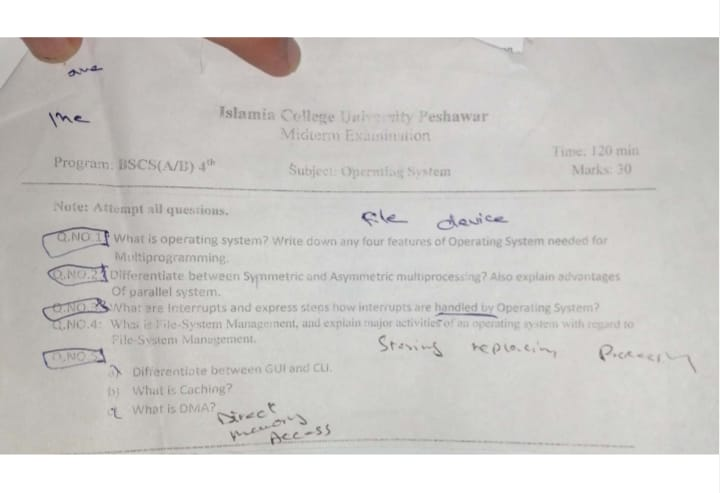 are
the
Islamia College University Peshawar
Midterm Examination
Time: 120 min
Program: BSCS(A/B) 4th
Subject: Operating System
Marks: 30
Note: Attempt all questions.
file device
Q.NO.1: What is operating system? Write down any four features of Operating System needed for
Multiprogramming.
Q.NO.2: Differentiate between Symmetric and Asymmetric multiprocessing? Also explain advantages
Of parallel system.
Q.NO.3: What are Interrupts and express steps how interrupts are handled by Operating System?
Q.NO.4: What is File-System Management, and explain major activities of an operating system with regard to
File-System Management.
Storing replacing
Q.NO.5:
a) Diffrentiate between GUI and CLI.
b) What is Caching?
c) What is DMA?
Direct
Memory
Access